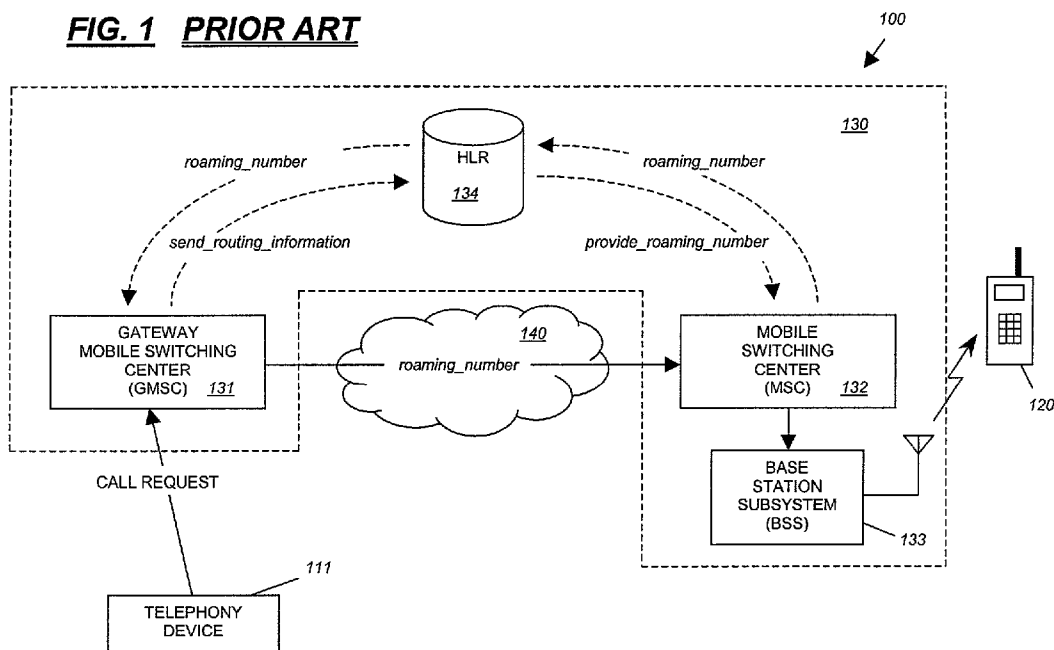 FIG. 1 PRIOR ART
100
130
HLR
134
roaming_number
roaming_number
send_routing_information
provide_roaming_number
GATEWAY
MOBILE SWITCHING
CENTER
(GMSC) 131
140
roaming_number
MOBILE
SWITCHING
CENTER
(MSC) 132
120
CALL REQUEST
BASE
STATION
SUBSYSTEM
(BSS)
133
111
TELEPHONY
DEVICE